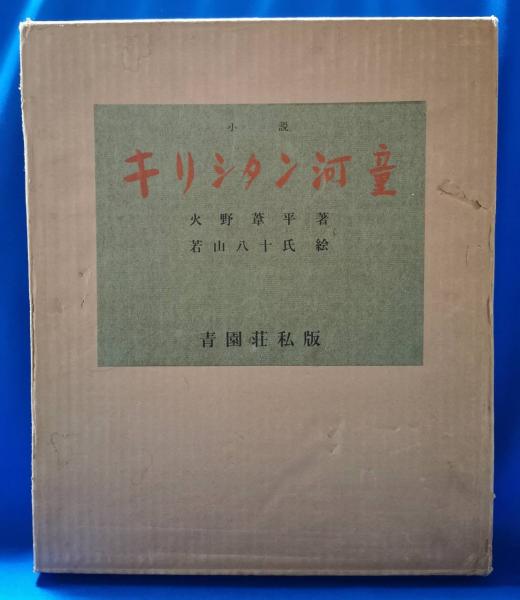 小説
キリシタン河童
火野葦平著
若山八十氏絵
青園荘私版